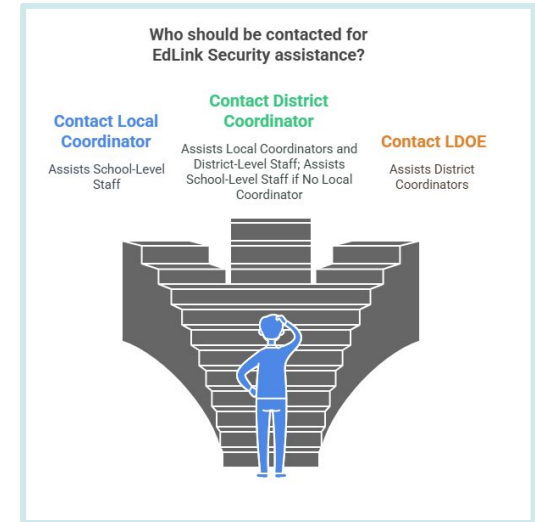 Who should be contacted for
EdLink Security assistance?
Contact Local
Coordinator
Assists School-Level
Staff
Contact District
Coordinator
Assists Local Coordinators and
District-Level Staff; Assists
School-Level Staff if No Local
Coordinator
Contact LDOE
Assists District
Coordinators